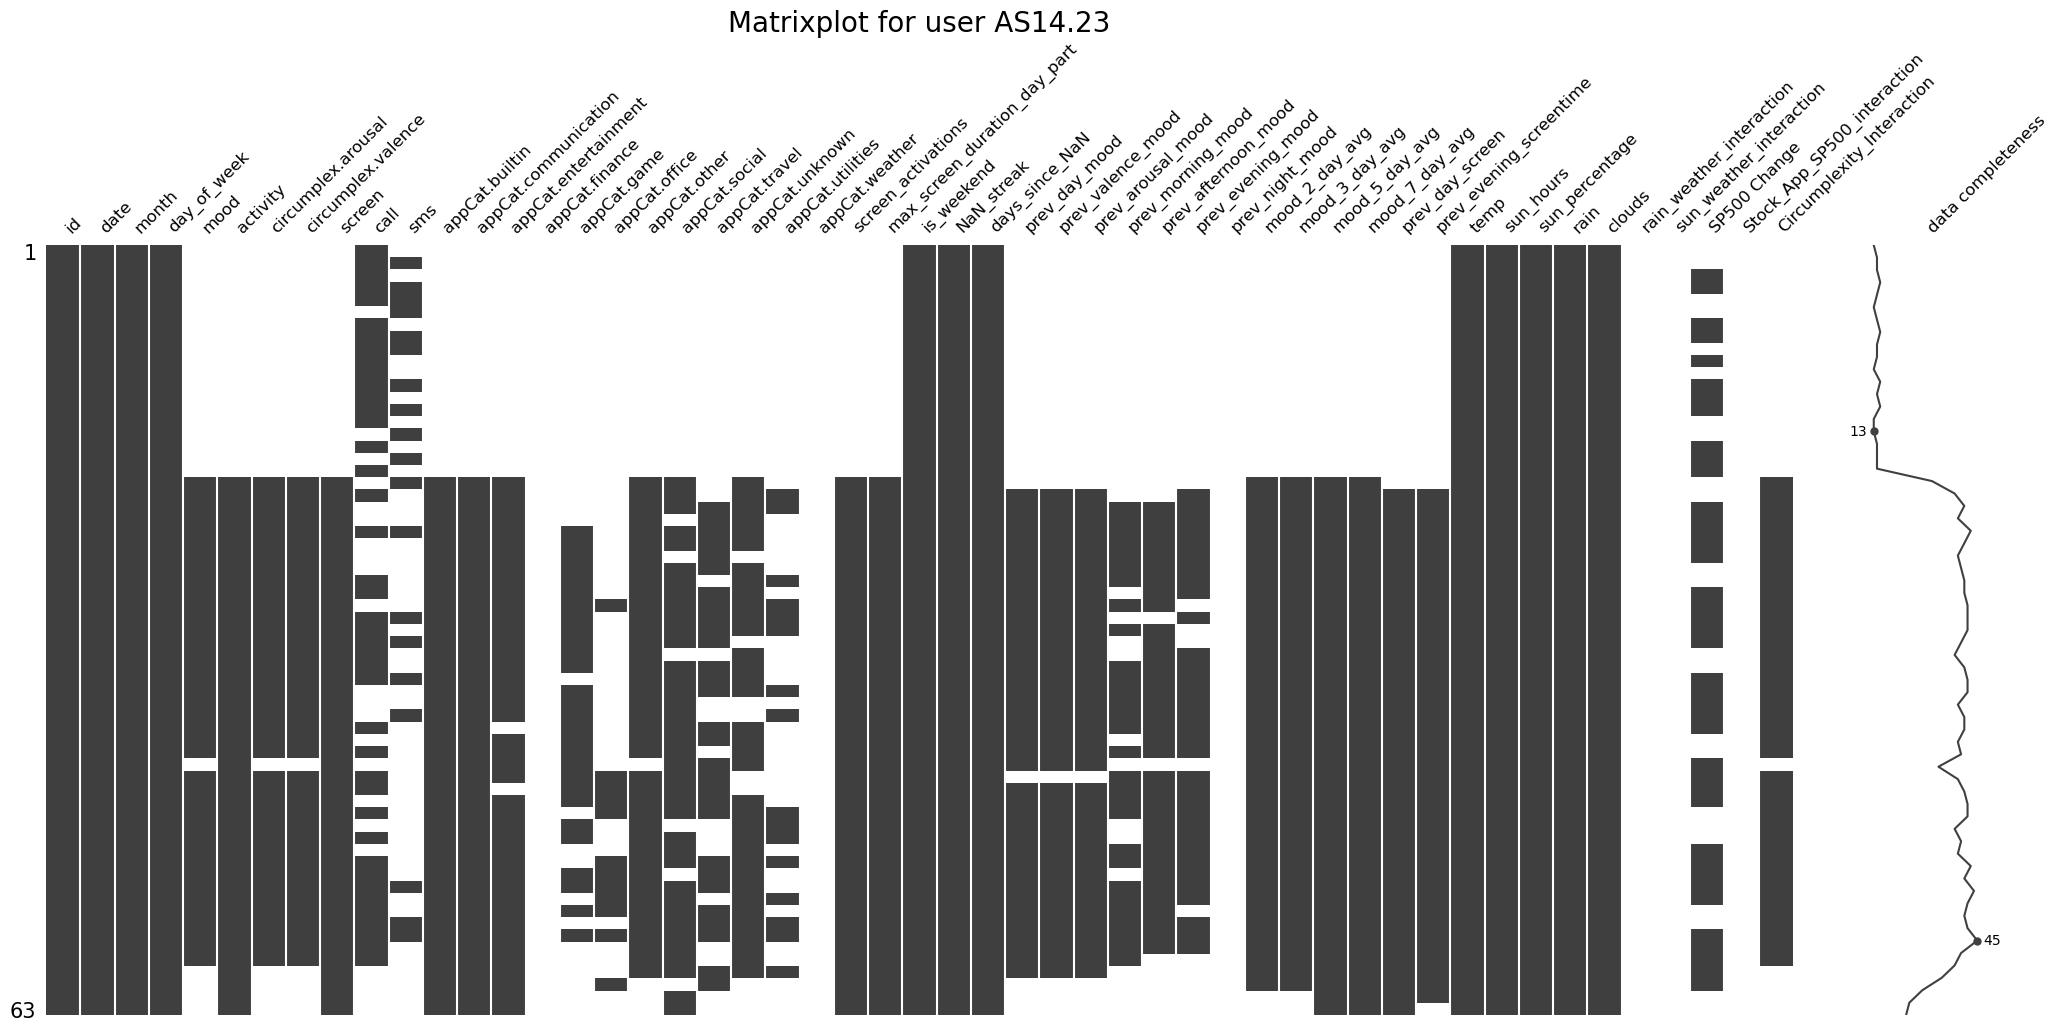 Matrixplot for user AS14.23
id
date
month
day_of_week
mood
activity
circumplex.arousal
circumplex.valence
screen
call
sms
appCat.builtin
appCat.communication
appCat.entertainment
appCat.finance
appCat.game
appCat.office
appCat.other
appCat.social
appCat.travel
appCat.unknown
appCat.utilities
appCat.weather
screen_activations
max_screen_duration_day_part
is_weekend
NaN_streak
days_since_NaN
prev_day_mood
prev_valence_mood
prev_arousal_mood
prev_morning_mood
prev_afternoon_mood
prev_evening_mood
prev_night_mood
mood_2_day_avg
mood_3_day_avg
mood_5_day_avg
mood_7_day_avg
prev_day_screen
prev_evening_screentime
temp
sun_hours
sun_percentage
rain
clouds
rain_weather_interaction
sun_weather_interaction
SP500 Change
Stock_App_SP500_interaction
Circumplexity_Interaction
data completeness
1
13
45
63